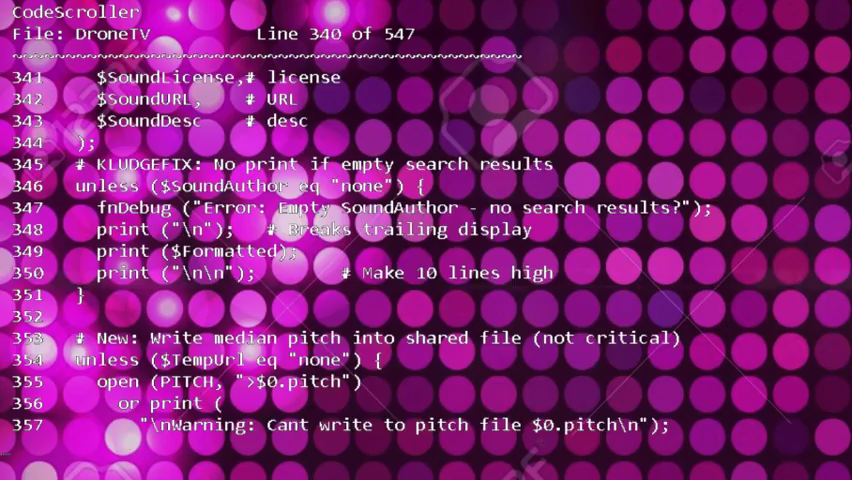 CodeScroller
File: DroneTV          Line 340 of 547
~~~~~~~~~~~~~~~~~~~~~~~~~~~~~~~~~~~~~~~~~~~~~~~~
341     $SoundLicense,# license
342     $SoundURL,    # URL
343     $SoundDesc    # desc
344   );
345   # KLUDGEFIX: No print if empty search results
346   unless ($SoundAuthor eq "none") {
347     fnDebug ("Error: Empty SoundAuthor - no search results?");
348     print ("\n");   # Breaks trailing display
349     print ($Formatted);
350     print ("\n\n");        # Make 10 lines high
351   }
352
353   # New: Write median pitch into shared file (not critical)
354   unless ($TempUrl eq "none") {
355     open (PITCH, ">$0.pitch")
356       or print (
357         "\nWarning: Cant write to pitch file $0.pitch\n");